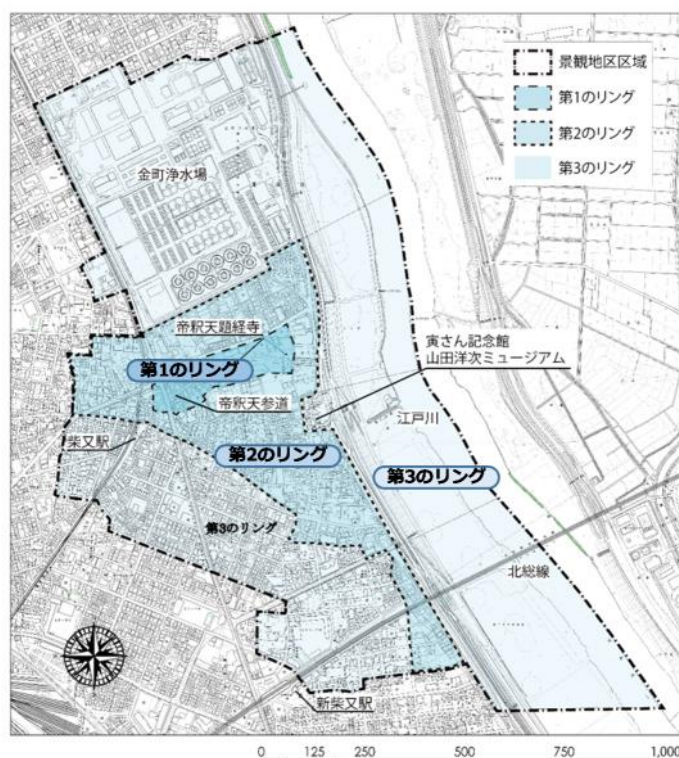 景観地区区域
第1のリング
第2のリング
第3のリング
金町浄水場
帝釈天題経寺
第1のリング
帝釈天参道
寅さん記念館
山田洋次ミュージアム
江戸川
柴又駅
第2のリング
第3のリング
第3のリング
北総線
新柴又駅
0 125 250 500 750 1,000